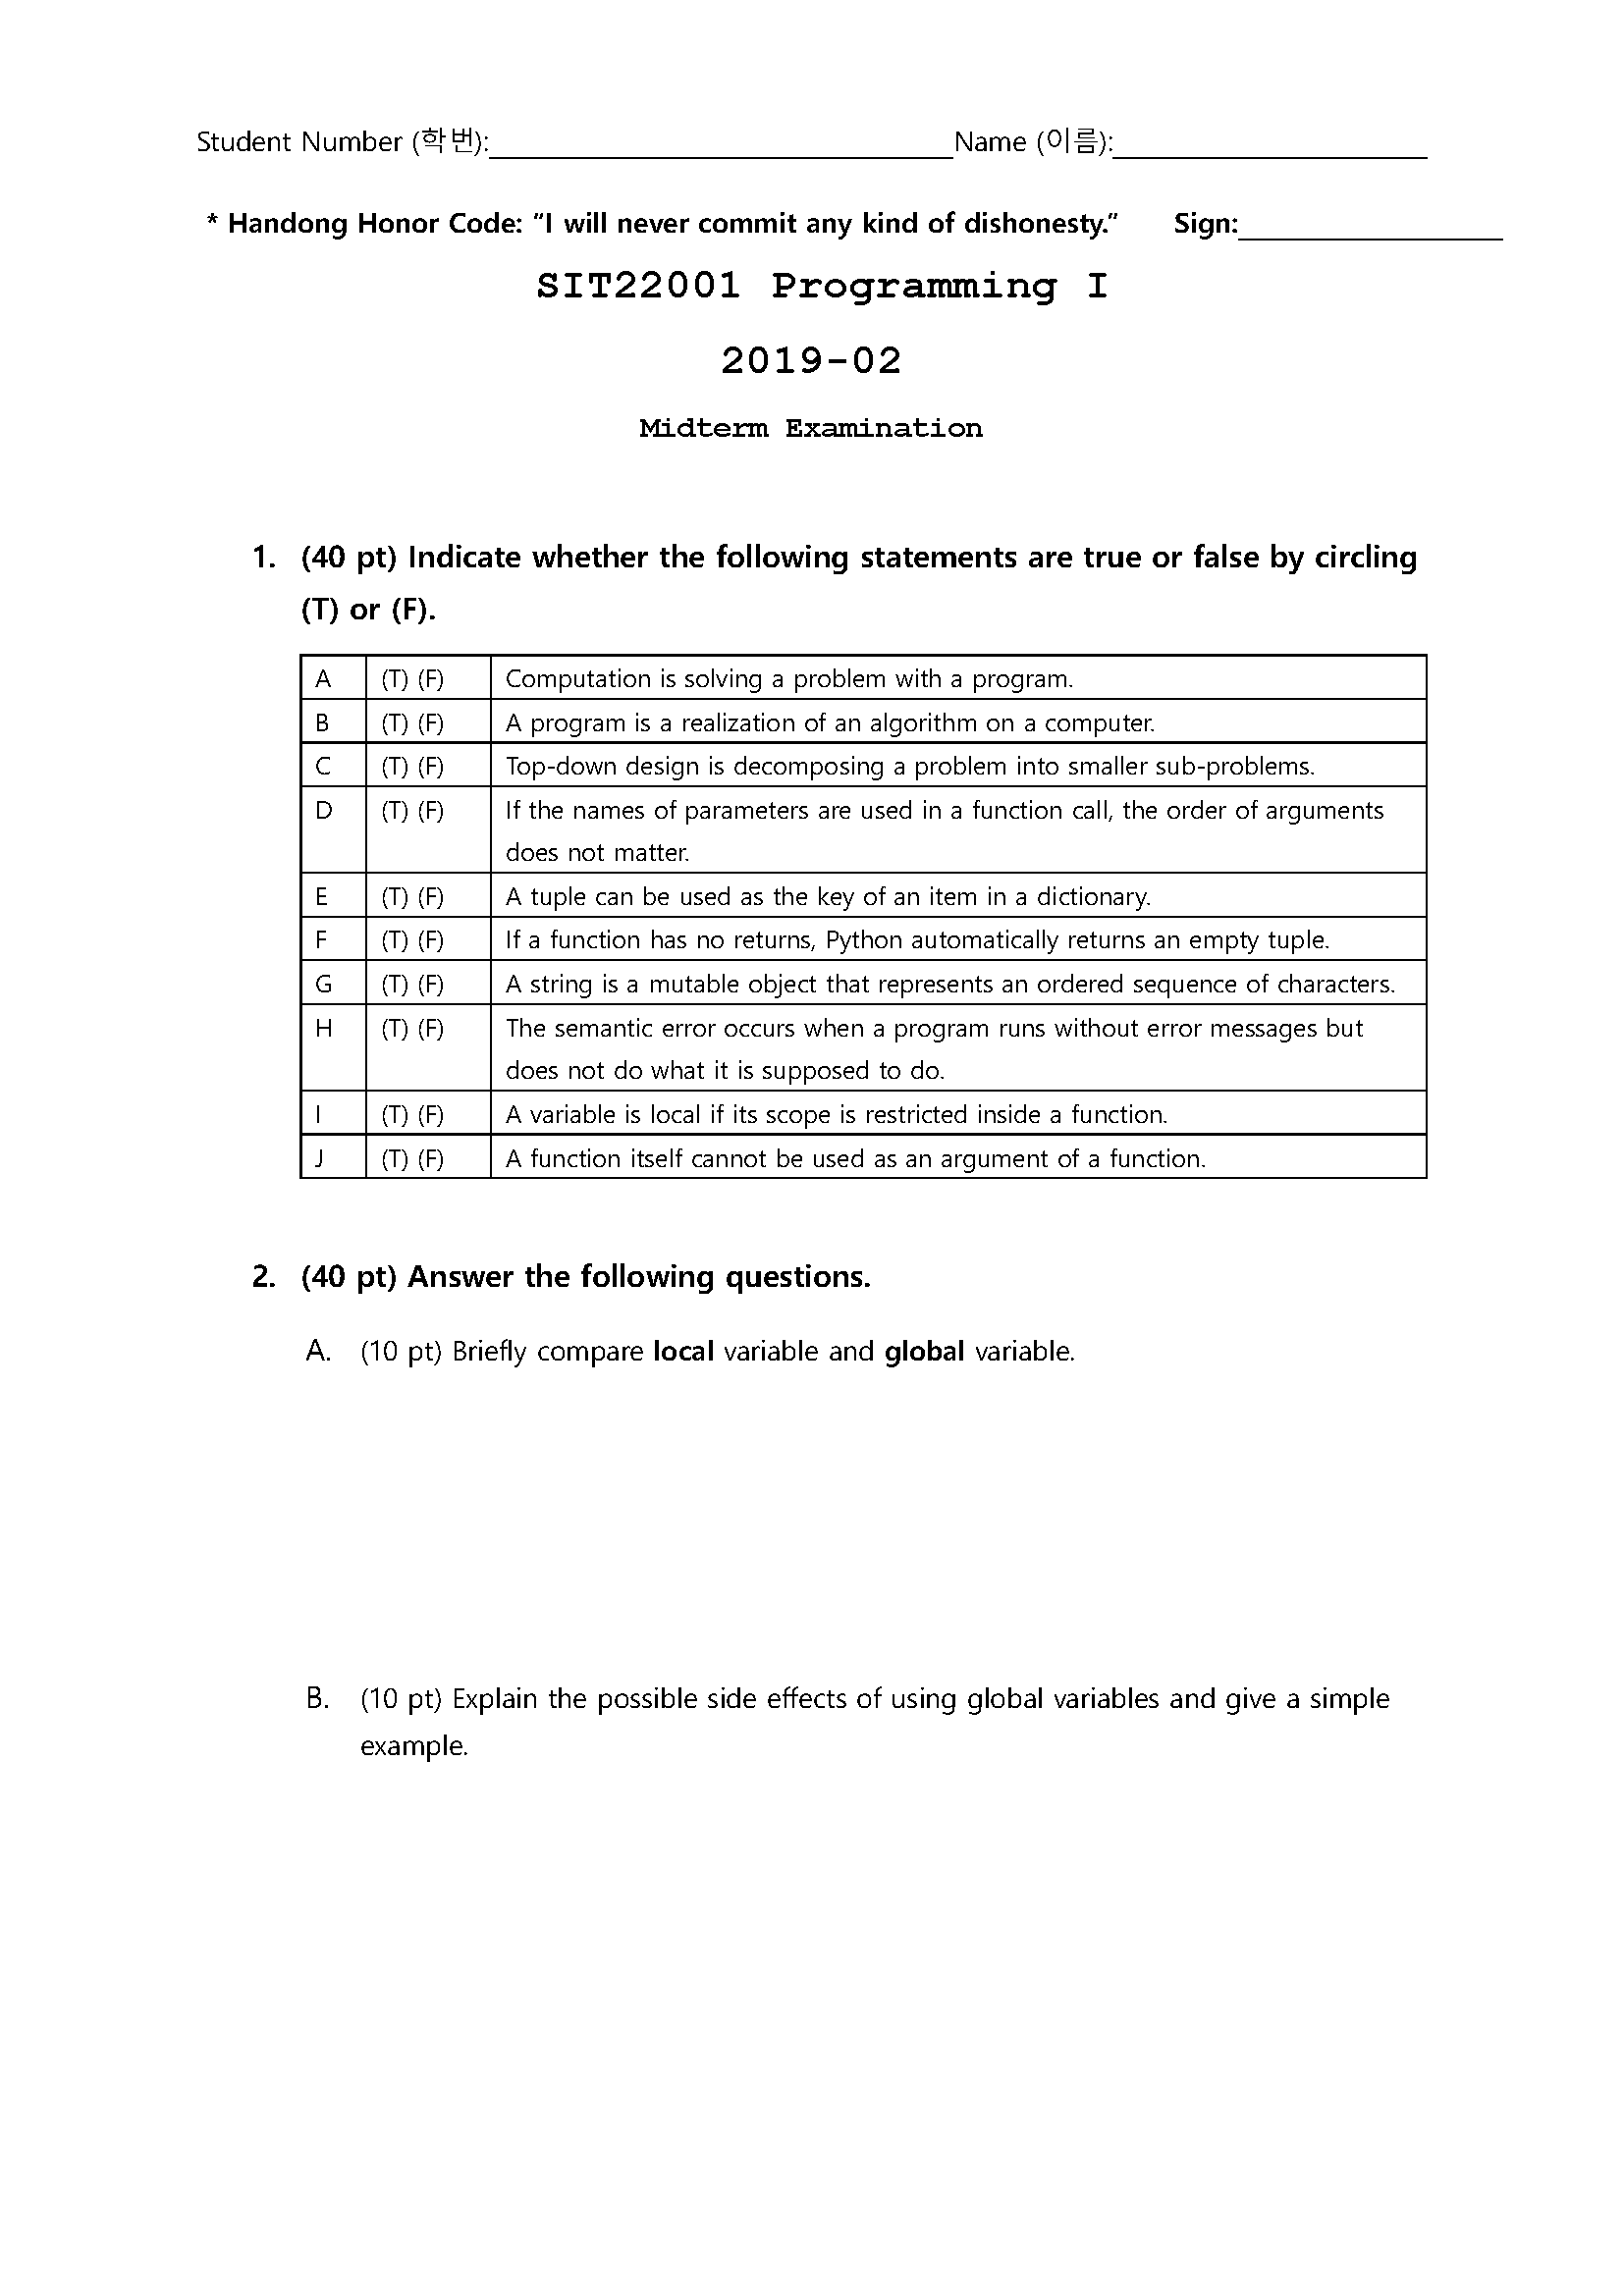 Student Number (학번): Name (이름):
* Handong Honor Code: “I will never commit any kind of dishonesty.” Sign:
SIT22001 Programming I
2019-02
Midterm Examination
1. (40 pt) Indicate whether the following statements are true or false by circling
(T) or (F).
A (T) (F) Computation is solving a problem with a program.
B (T) (F) A program is a realization of an algorithm on a computer.
C (T) (F) Top-down design is decomposing a problem into smaller sub-problems.
D (T) (F) If the names of parameters are used in a function call, the order of arguments
does not matter.
E (T) (F) A tuple can be used as the key of an item in a dictionary.
F (T) (F) If a function has no returns, Python automatically returns an empty tuple.
G (T) (F) A string is a mutable object that represents an ordered sequence of characters.
H (T) (F) The semantic error occurs when a program runs without error messages but
does not do what it is supposed to do.
I (T) (F) A variable is local if its scope is restricted inside a function.
J (T) (F) A function itself cannot be used as an argument of a function.
2. (40 pt) Answer the following questions.
A. (10 pt) Briefly compare local variable and global variable.
B. (10 pt) Explain the possible side effects of using global variables and give a simple
example.